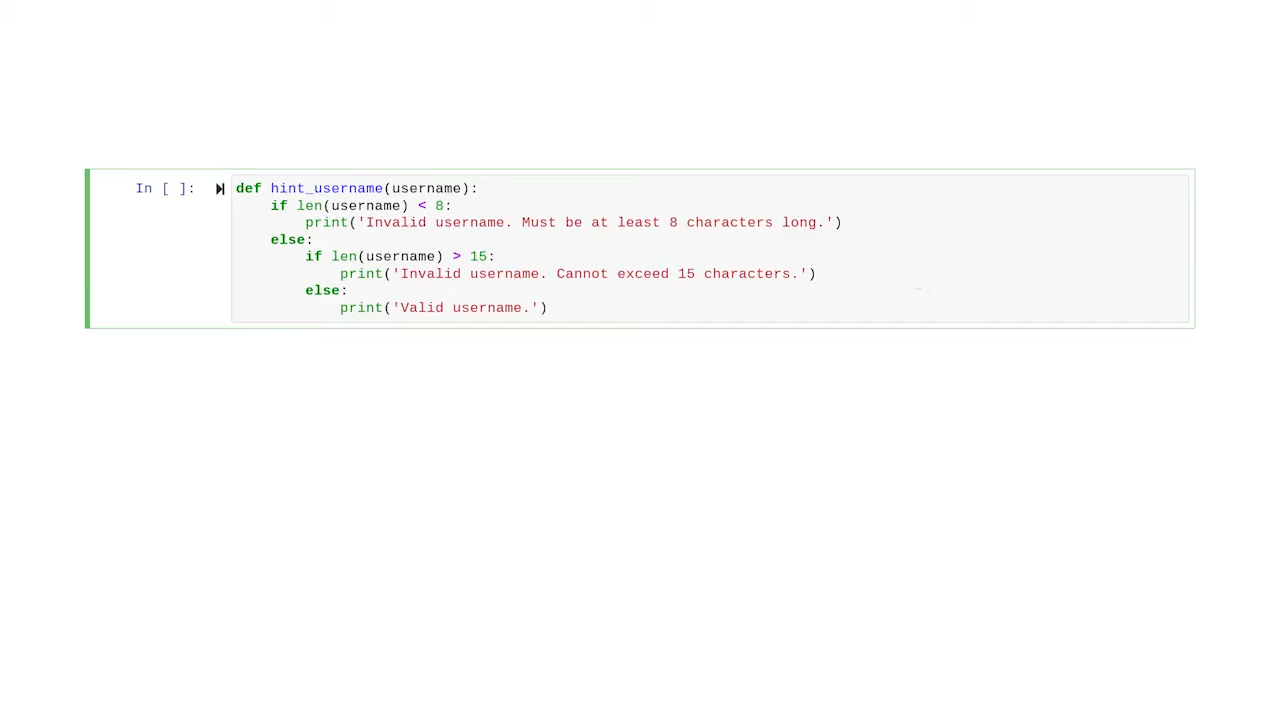 In [ ]: def hint_username(username):
    if len(username) < 8:
        print('Invalid username. Must be at least 8 characters long.')
    else:
        if len(username) > 15:
            print('Invalid username. Cannot exceed 15 characters.')
        else:
            print('Valid username.')